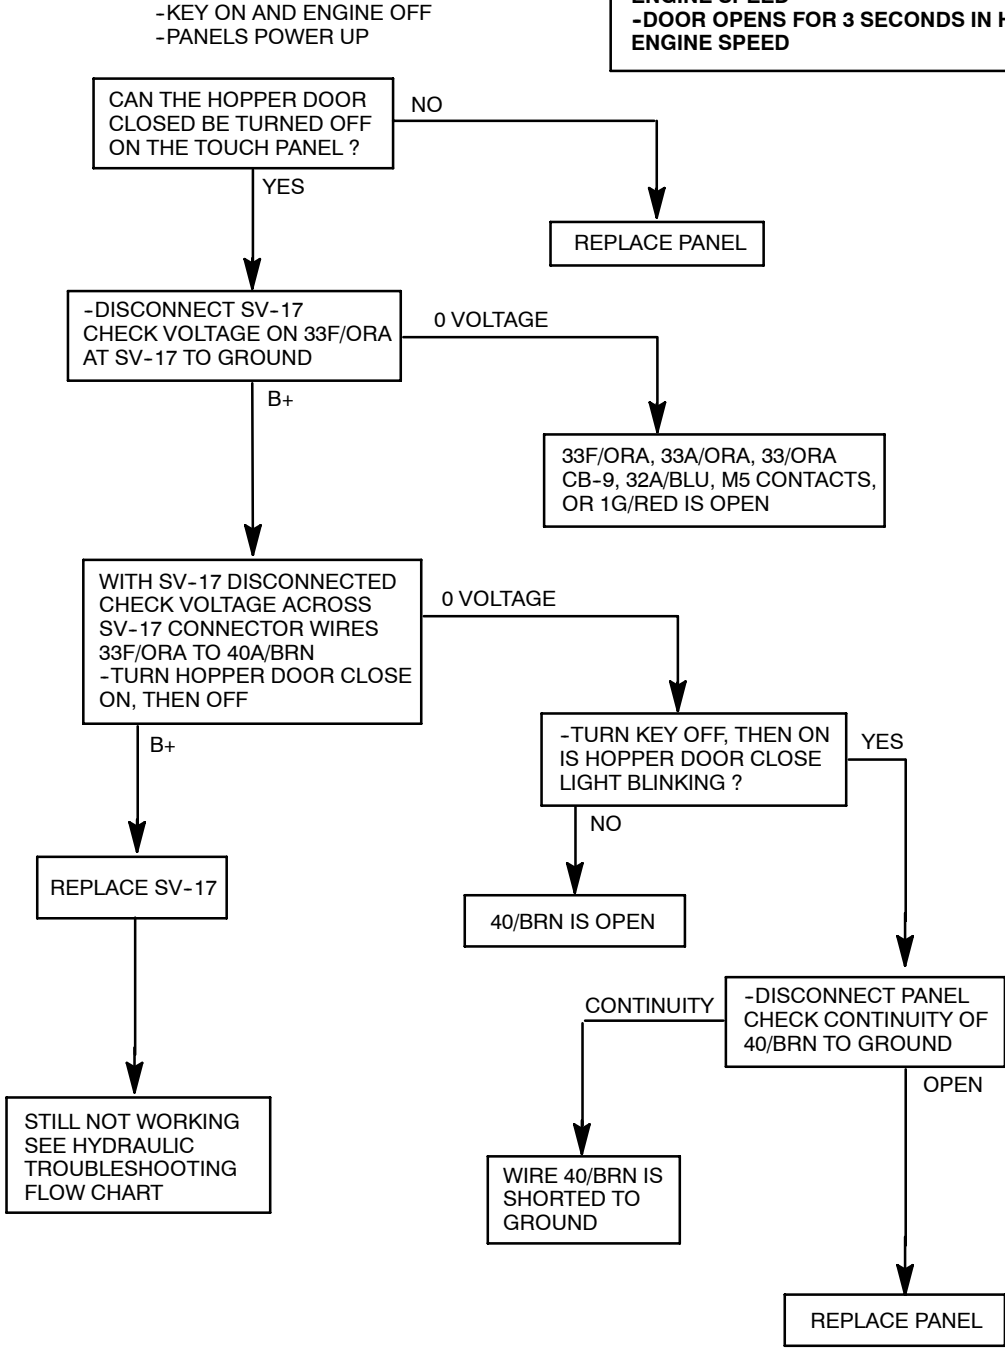 -KEY ON AND ENGINE OFF
-PANELS POWER UP
-DOOR OPENS FOR 3 SECONDS IN
ENGINE SPEED
CAN THE HOPPER DOOR
CLOSED BE TURNED OFF
ON THE TOUCH PANEL ?
NO
YES
REPLACE PANEL
-DISCONNECT SV-17
CHECK VOLTAGE ON 33F/ORA
AT SV-17 TO GROUND
0 VOLTAGE
B+
33F/ORA, 33A/ORA, 33/ORA
CB-9, 32A/BLU, M5 CONTACTS,
OR 1G/RED IS OPEN
WITH SV-17 DISCONNECTED
CHECK VOLTAGE ACROSS
SV-17 CONNECTOR WIRES
33F/ORA TO 40A/BRN
-TURN HOPPER DOOR CLOSE
ON, THEN OFF
0 VOLTAGE
B+
-TURN KEY OFF, THEN ON
IS HOPPER DOOR CLOSE
LIGHT BLINKING ?
YES
NO
REPLACE SV-17
40/BRN IS OPEN
-DISCONNECT PANEL
CHECK CONTINUITY OF
40/BRN TO GROUND
CONTINUITY
OPEN
STILL NOT WORKING
SEE HYDRAULIC
TROUBLESHOOTING
FLOW CHART
WIRE 40/BRN IS
SHORTED TO
GROUND
REPLACE PANEL